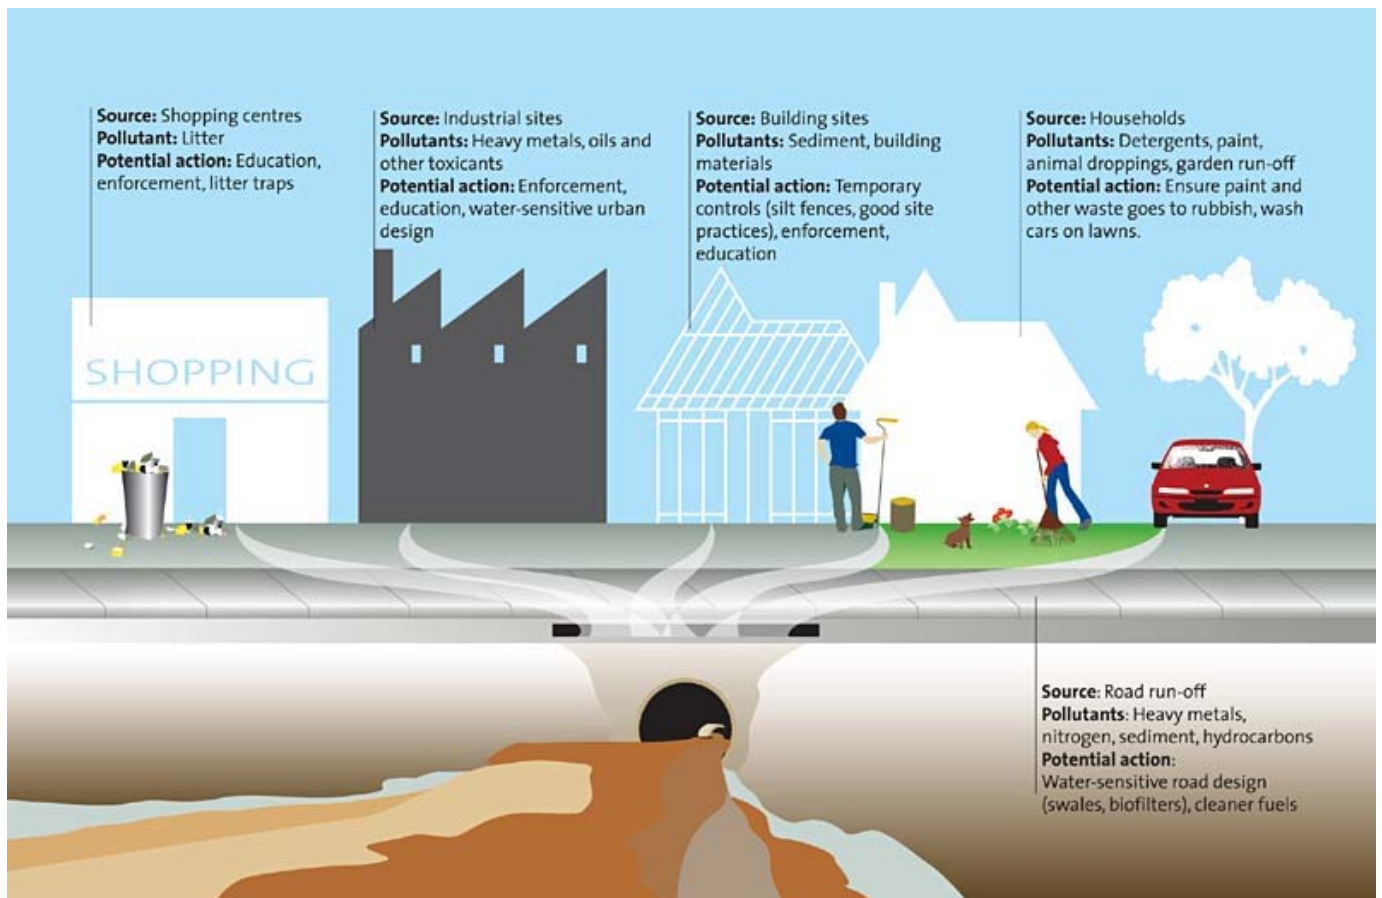 Source: Shopping centres
Pollutant: Litter
Potential action: Education,
enforcement, litter traps
Source: Industrial sites
Pollutants: Heavy metals, oils and
other toxicants
Potential action: Enforcement,
education, water-sensitive urban
design
Source: Building sites
Pollutants: Sediment, building
materials
Potential action: Temporary
controls (silt fences, good site
practices), enforcement,
education
Source: Households
Pollutants: Detergents, paint,
animal droppings, garden run-off
Potential action: Ensure paint and
other waste goes to rubbish, wash
cars on lawns.
SHOPPING
Source: Road run-off
Pollutants: Heavy metals,
nitrogen, sediment, hydrocarbons
Potential action:
Water-sensitive road design
(swales, biofilters), cleaner fuels